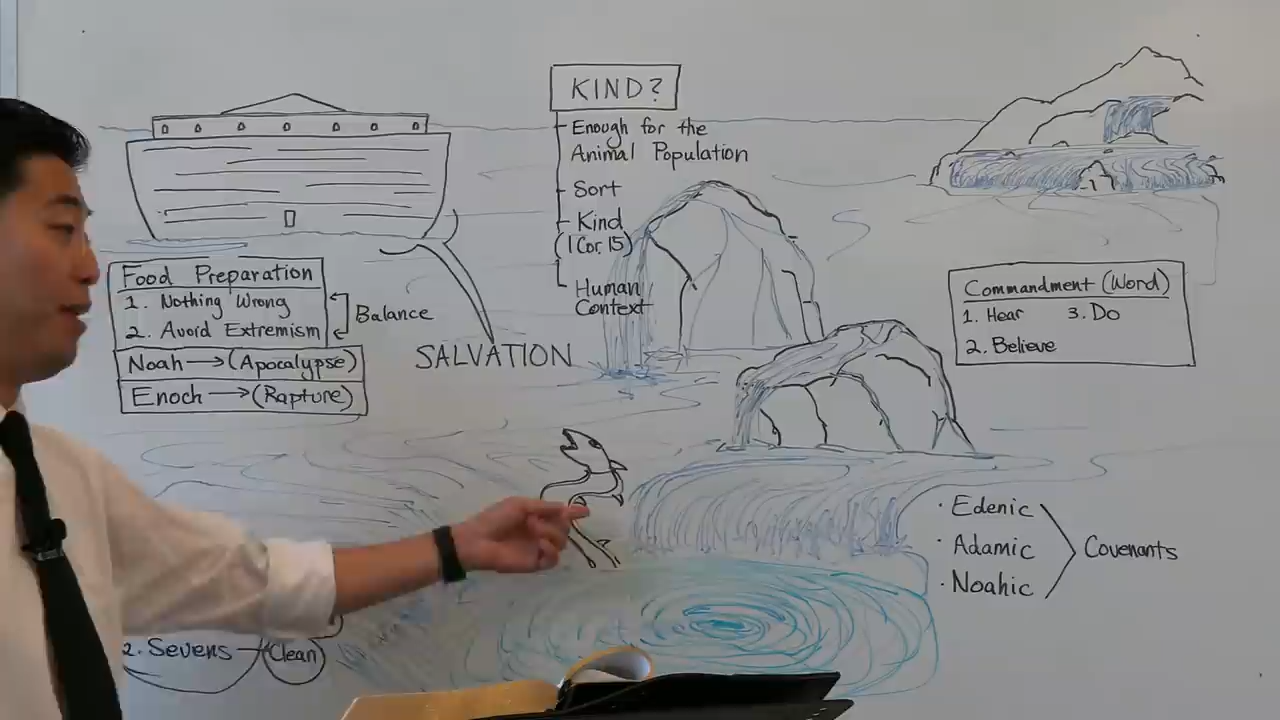 KIND?
Enough for the
Animal Population
Sort
Kind
(1 Cor. 15)
Human
Context
Food Preparation
1. Nothing Wrong
2. Avoid Extremism
Balance
Noah → (Apocalypse)
Enoch → (Rapture)
SALVATION
Commandment (Word)
1. Hear 3. Do
2. Believe
· Edenic
· Adamic
· Noahic
Covenants
2. Sevens
Clean